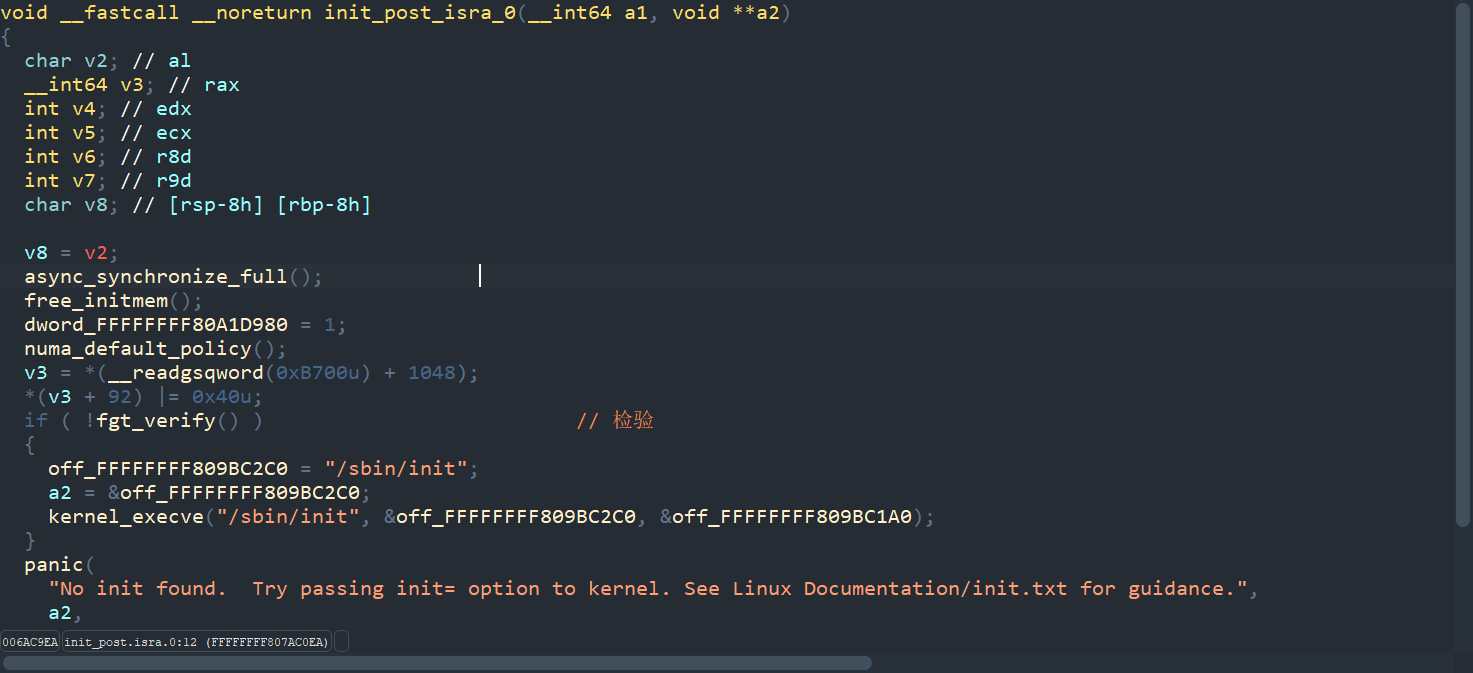 void __fastcall __noreturn init_post_isra_0(__int64 a1, void **a2)
{
char v2; // al
__int64 v3; // rax
int v4; // edx
int v5; // ecx
int v6; // r8d
int v7; // r9d
char v8; // [rsp-8h] [rbp-8h]
v8 = v2;
async_synchronize_full();
free_initmem();
dword_FFFFFFFF80A1D980 = 1;
numa_default_policy();
v3 = *(__readgsqword(0xB700u) + 1048);
*(v3 + 92) |= 0x40u;
if ( !fgt_verify() ) // 检验
{
off_FFFFFFFF809BC2C0 = "/sbin/init";
a2 = &off_FFFFFFFF809BC2C0;
kernel_execve("/sbin/init", &off_FFFFFFFF809BC2C0, &off_FFFFFFFF809BC1A0);
}
panic(
"No init found.  Try passing init= option to kernel. See Linux Documentation/init.txt for guidance.",
a2,
006AC9EA init_post.isra.0:12 (FFFFFFFF807AC0EA)